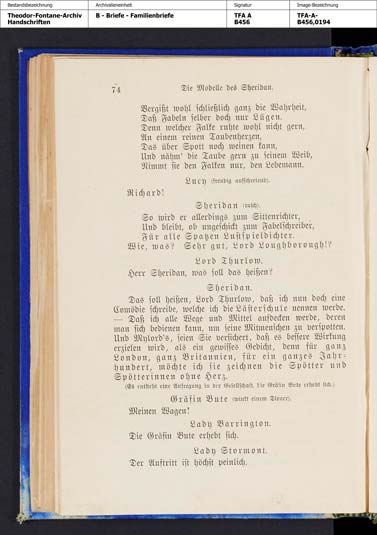 Bestandsbezeichnung
Archivalieneinheit
Signatur
Image-Bezeichnung
Theodor-Fontane-Archiv
Handschriften
B - Briefe - Familienbriefe
TFA A
B456
TFA-A-
B456,0194
74
Die Modelle des Sheridan.
Vergißt wohl schließlich ganz die Wahrheit,
Daß Fabeln selber doch nur Lügen.
Denn welcher Falke ruhte wohl nicht gern,
An einem reinen Taubenherzen,
Das über Spott noch weinen kann,
Und nähm' die Taube gern zu seinem Weib,
Nimmt sie den Falken nur, den Lebemann.
Lucy (freudig aufschreiend).
Richard!
Sheridan (rasch).
So wird er allerdings zum Sittenrichter,
Und bleibt, ob ungeschickt zum Fabelschreiber,
Für alle Spatzen Lustspieldichter.
Wie, was? Sehr gut, Lord Loughborough!?
Lord Thurlow.
Herr Sheridan, was soll das heißen?
Sheridan.
Das soll heißen, Lord Thurlow, daß ich nun doch eine
Comödie schreibe, welche ich die Lästerschule nennen werde.
— Daß ich alle Wege und Mittel aufdecken werde, deren
man sich bedienen kann, um seine Mitmenschen zu verspotten.
Und Mylord's, seien Sie versichert, daß es bessere Wirkung
erzielen wird, als ein gewisses Gedicht, denn für ganz
London, ganz Britannien, für ein ganzes Jahr-
hundert, möchte ich sie zeichnen die Spötter und
Spötterinnen ohne Herz.
(Es entsteht eine Aufregung in der Gesellschaft, die Gräfin Bute erhebt sich.)
Gräfin Bute (winkt einem Diener).
Meinen Wagen!
Lady Barrington.
Die Gräfin Bute erhebt sich.
Lady Stormont.
Der Auftritt ist höchst peinlich.